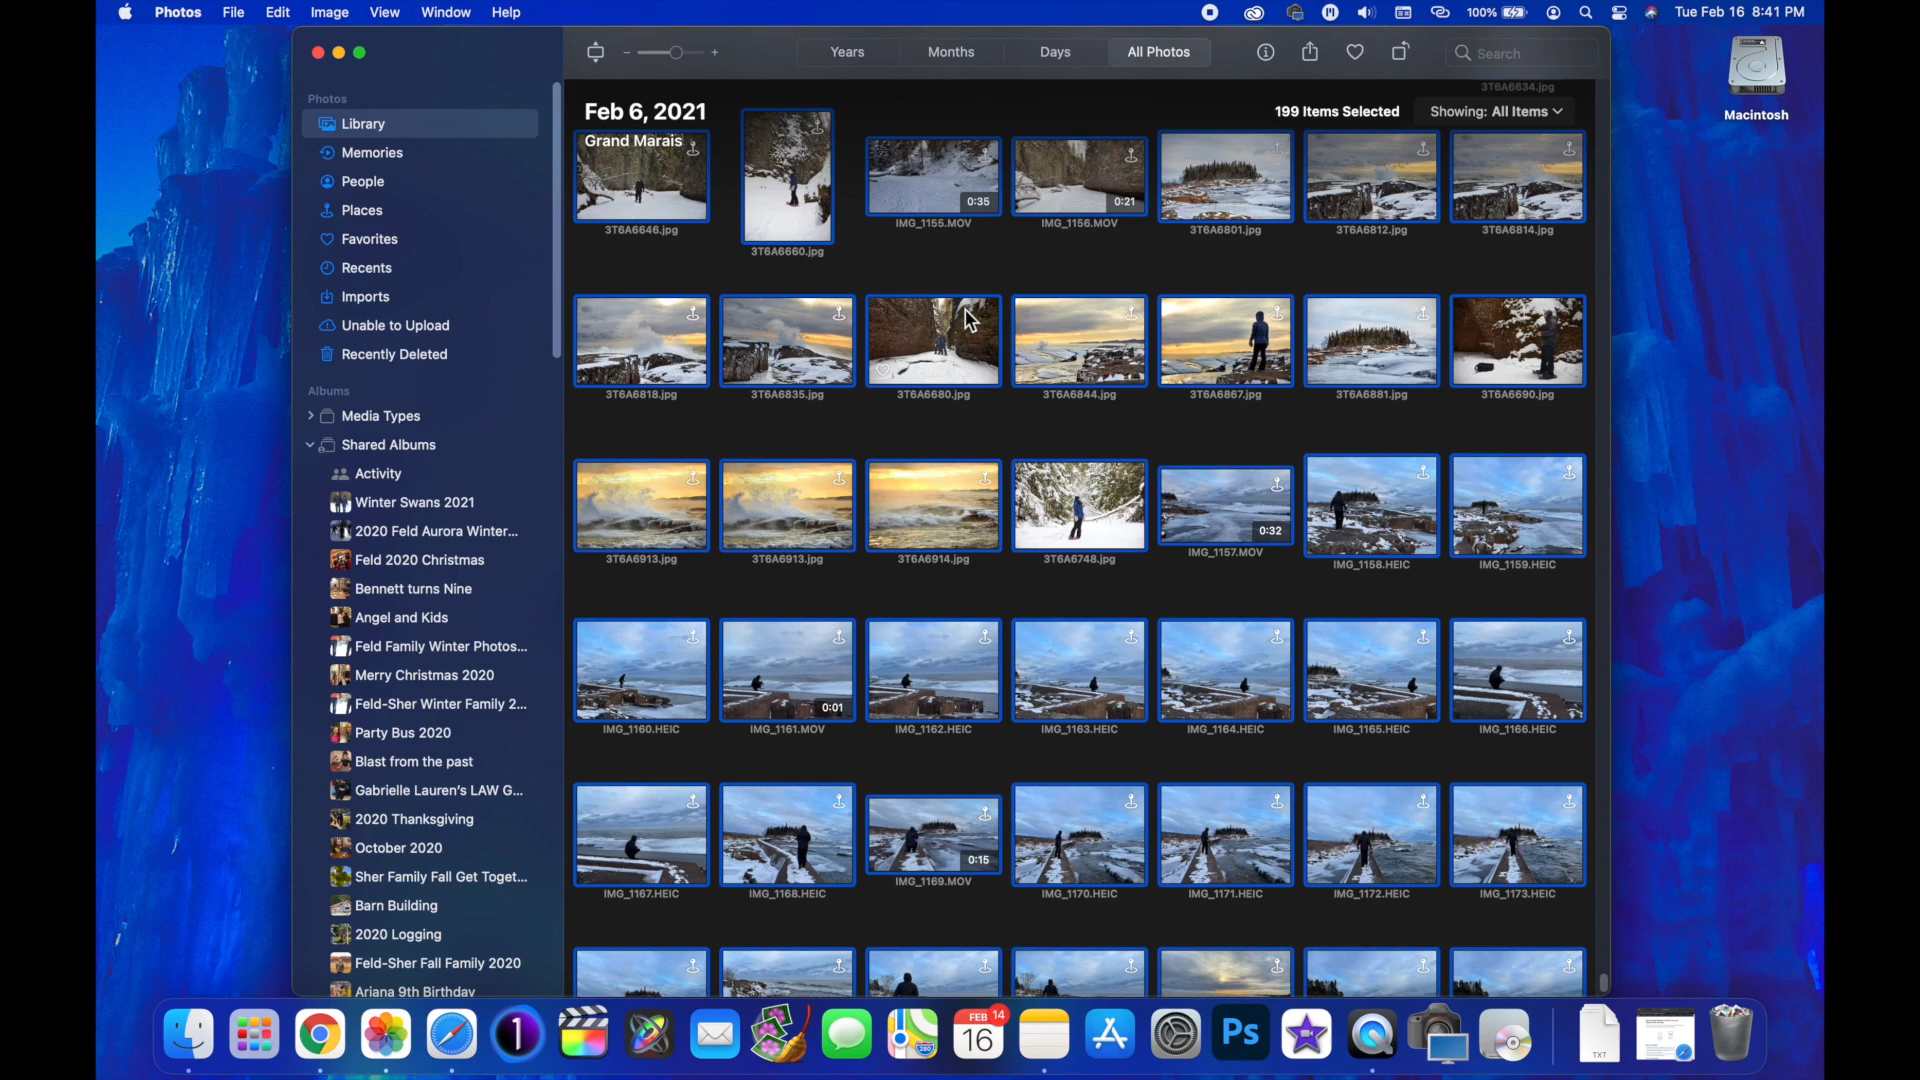 Photos File Edit Image View Window Help
100% Tue Feb 16 8:41 PM
Years Months Days All Photos
Search
Macintosh
Photos
Library
Memories
People
Places
Favorites
Recents
Imports
Unable to Upload
Recently Deleted
Albums
Media Types
Shared Albums
Activity
Winter Swans 2021
2020 Feld Aurora Winter...
Feld 2020 Christmas
Bennett turns Nine
Angel and Kids
Feld Family Winter Photos...
Merry Christmas 2020
Feld-Sher Winter Family 2...
Party Bus 2020
Blast from the past
Gabrielle Lauren's LAW G...
2020 Thanksgiving
October 2020
Sher Family Fall Get Toget...
Barn Building
2020 Logging
Feld-Sher Fall Family 2020
Ariana 9th Birthday
3T6A6634.jpg
Feb 6, 2021
199 Items Selected Showing: All Items
Grand Marais
0:35 0:21
3T6A6646.jpg 3T6A6660.jpg IMG_1155.MOV IMG_1156.MOV 3T6A6801.jpg 3T6A6812.jpg 3T6A6814.jpg
3T6A6818.jpg 3T6A6835.jpg 3T6A6680.jpg 3T6A6844.jpg 3T6A6867.jpg 3T6A6881.jpg 3T6A6690.jpg
0:32
3T6A6913.jpg 3T6A6913.jpg 3T6A6914.jpg 3T6A6748.jpg IMG_1157.MOV IMG_1158.HEIC IMG_1159.HEIC
0:01
IMG_1160.HEIC IMG_1161.MOV IMG_1162.HEIC IMG_1163.HEIC IMG_1164.HEIC IMG_1165.HEIC IMG_1166.HEIC
0:15
IMG_1167.HEIC IMG_1168.HEIC IMG_1169.MOV IMG_1170.HEIC IMG_1171.HEIC IMG_1172.HEIC IMG_1173.HEIC
1
280
FEB 14
16
Ps
TXT